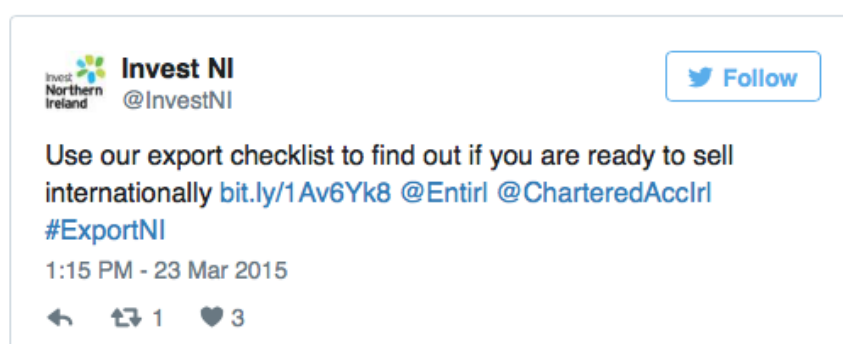 Invest
Northern
Ireland
Invest NI
@InvestNI
Follow
Use our export checklist to find out if you are ready to sell
internationally bit.ly/1Av6Yk8 @Entirl @CharteredAccIrl
#ExportNI
1:15 PM - 23 Mar 2015
1 3